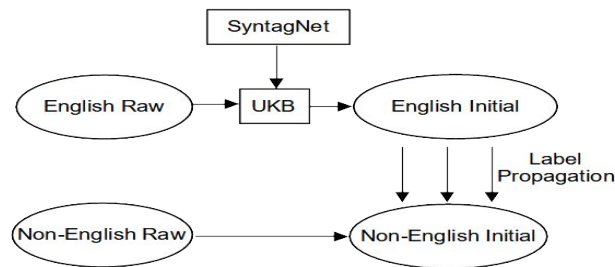 SyntagNet
English Raw
UKB
English Initial
Label
Propagation
Non-English Raw
Non-English Initial